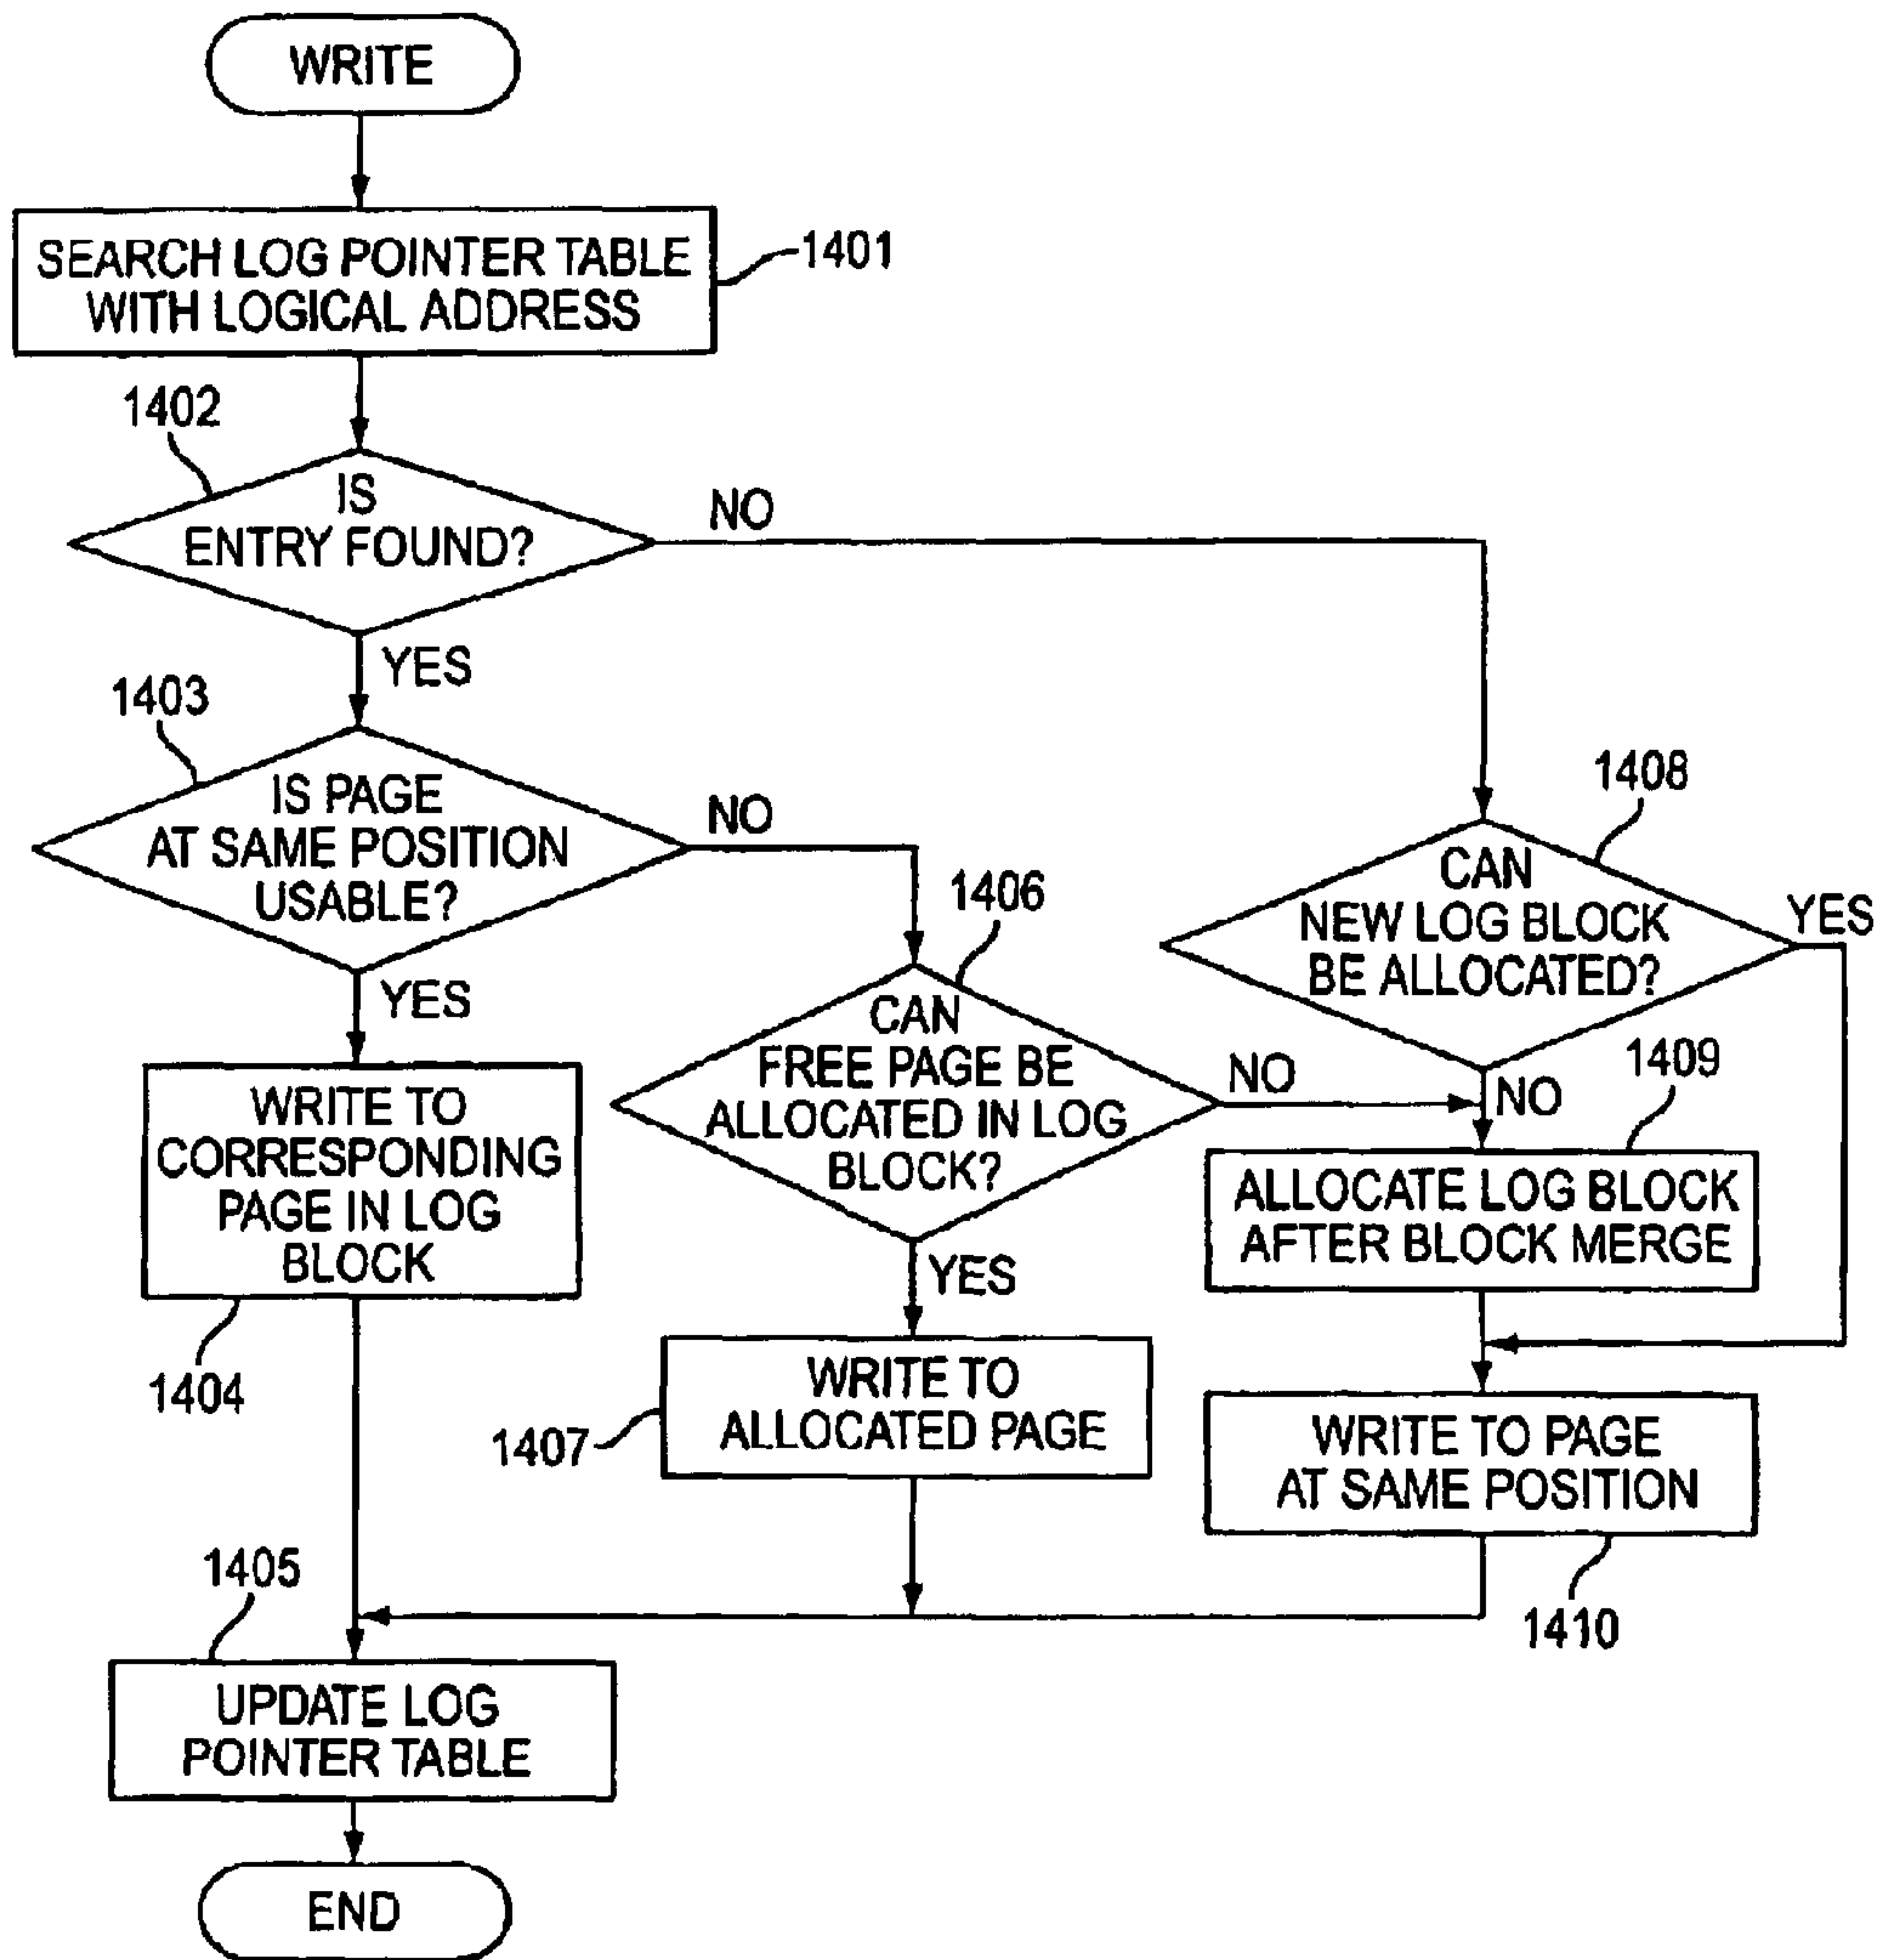 WRITE
SEARCH LOG POINTER TABLE
WITH LOGICAL ADDRESS
1401
1402
IS
ENTRY FOUND?
NO
YES
1403
IS PAGE
AT SAME POSITION
USABLE?
NO
YES
1408
CAN
NEW LOG BLOCK
BE ALLOCATED?
YES
NO
1406
CAN
FREE PAGE BE
ALLOCATED IN LOG
BLOCK?
NO
YES
1409
ALLOCATE LOG BLOCK
AFTER BLOCK MERGE
WRITE TO
CORRESPONDING
PAGE IN LOG
BLOCK
1404
WRITE TO
ALLOCATED PAGE
1407
WRITE TO PAGE
AT SAME POSITION
1410
1405
UPDATE LOG
POINTER TABLE
END